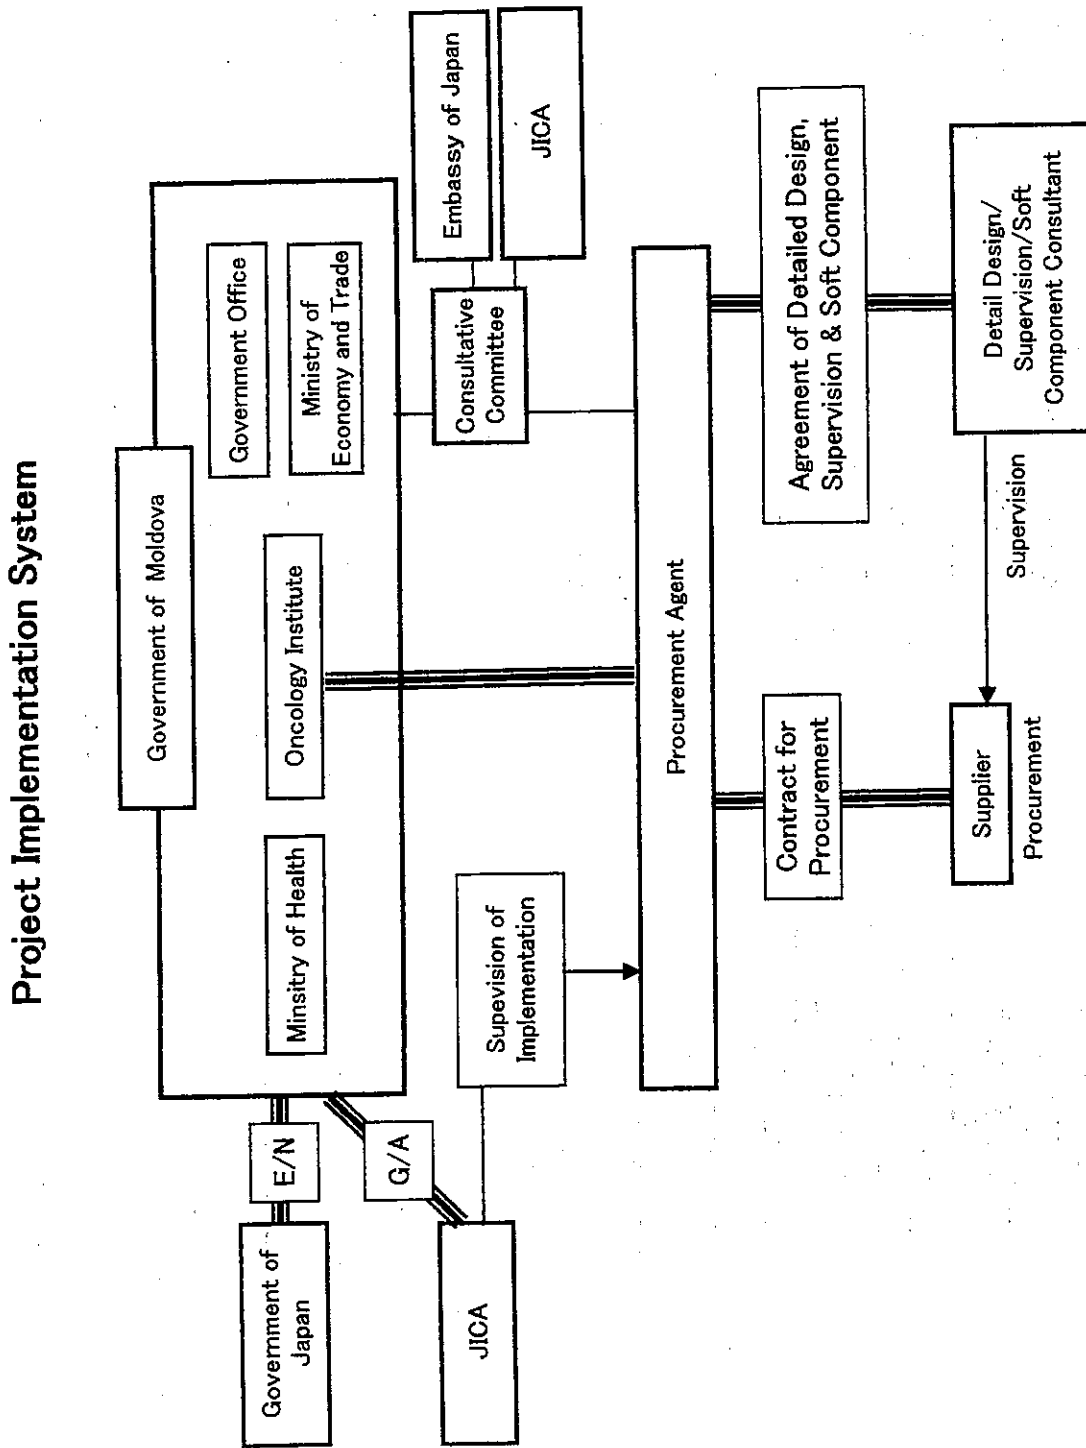 Project Implementation System
Government of Moldova
Government Office
Ministry of
Economy and Trade
Oncology Institute
Minsitry of Health
E/N
Government of
Japan
G/A
JICA
Embassy of Japan
JICA
Consultative
Committee
Supevision of
Implementation
Procurement Agent
Agreement of Detailed Design,
Supervision & Soft Component
Contract for
Procurement
Detail Design/
Supervision/Soft
Component Consultant
Supervision
Supplier
Procurement